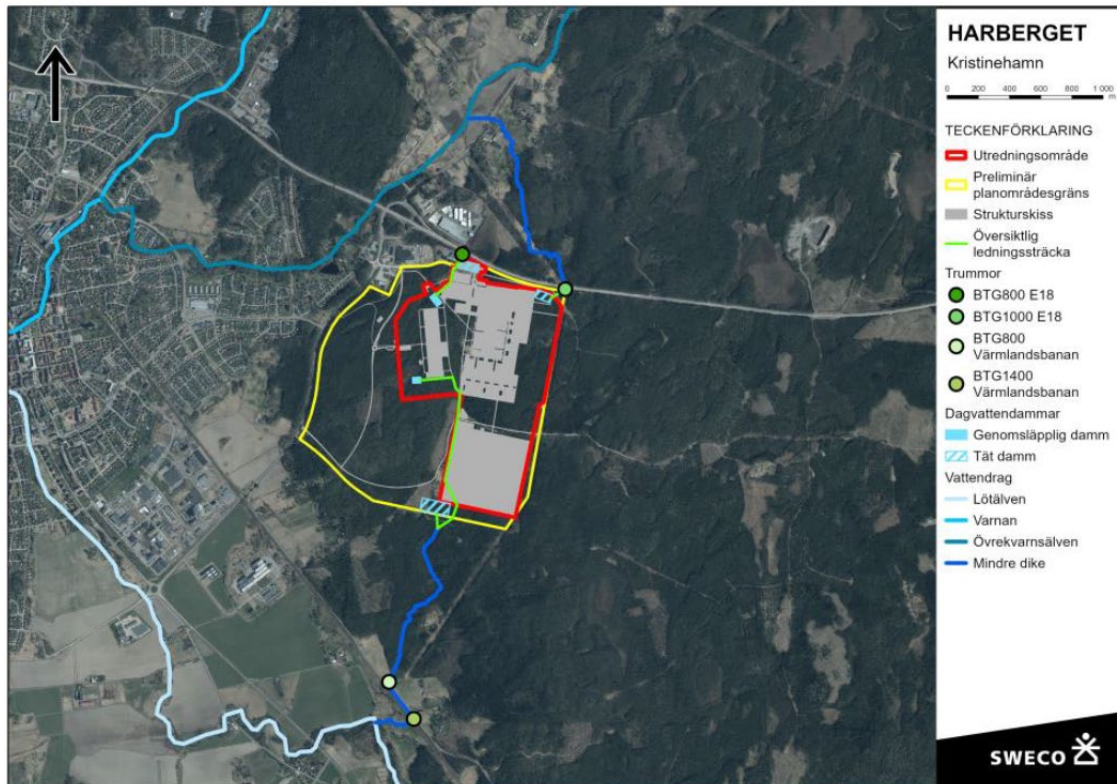 HARBERGET
Kristinehamn
0 200 400 600 800 1 000
m
TECKENFÖRKLARING
Utredningsområde
Preliminär
planområdesgräns
Strukturskiss
Översiktlig
ledningssträcka
Trummor
BTG800 E18
BTG1000 E18
BTG800
Värmlandsbanan
BTG1400
Värmlandsbanan
Dagvattendammar
Genomsläpplig damm
Tät damm
Vattendrag
Lötälven
Varnan
Övrekvarnsälven
Mindre dike
SWECO